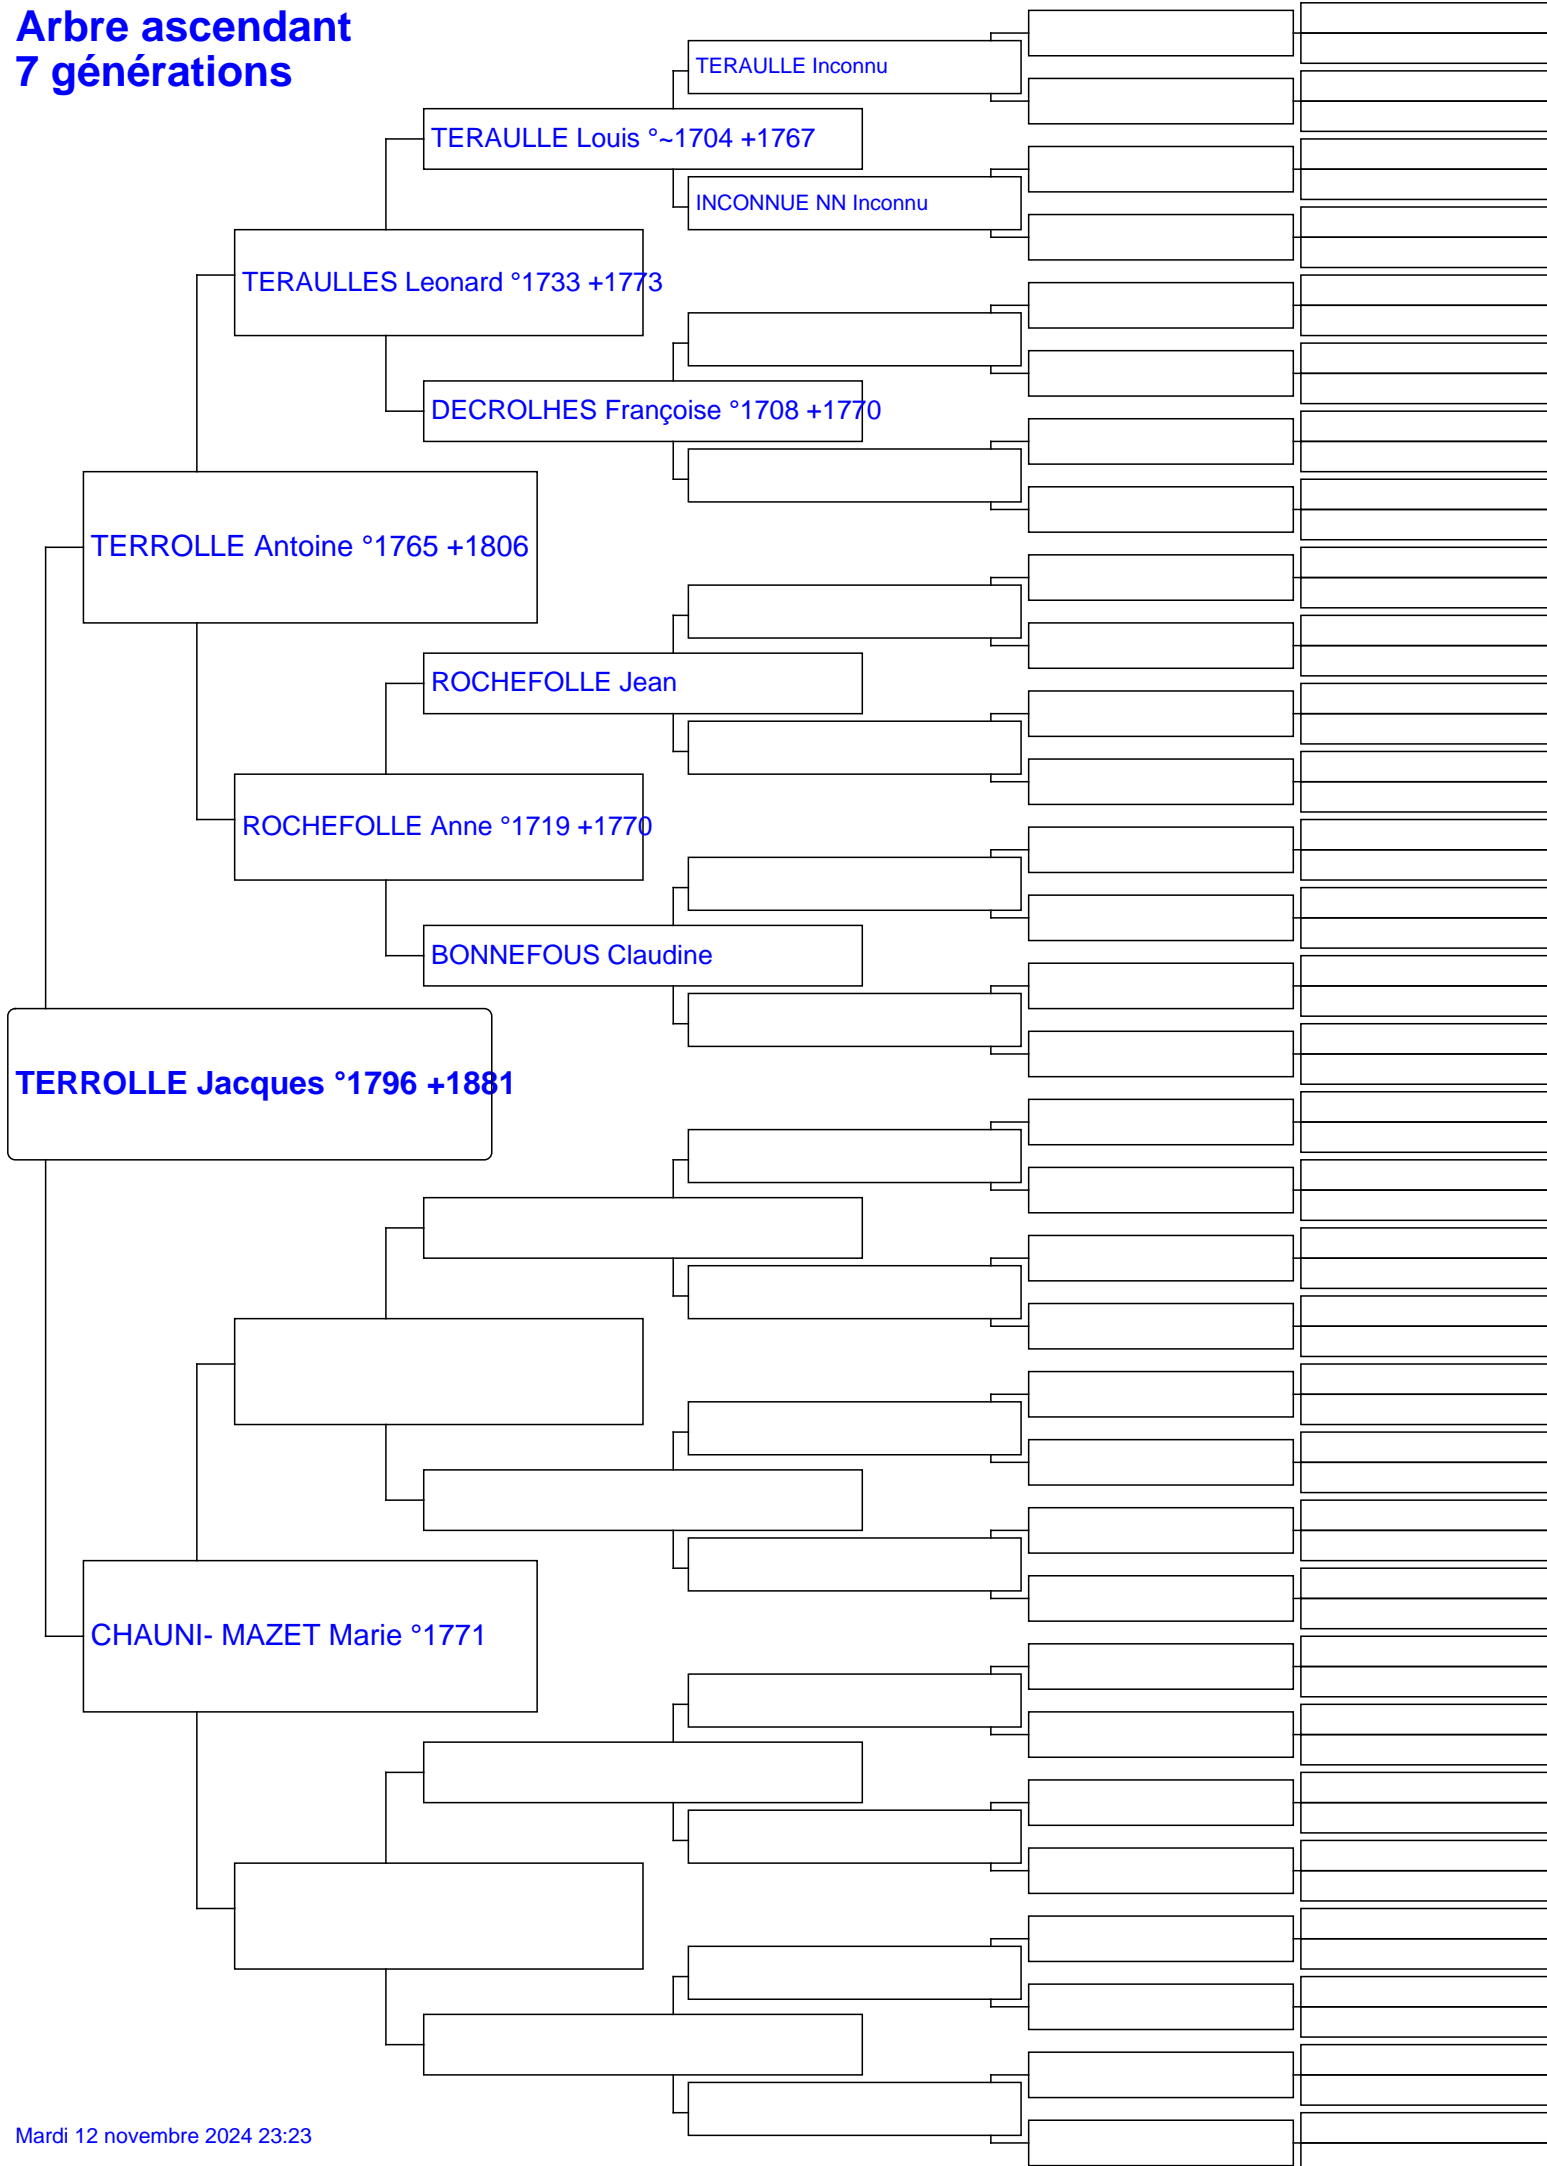 Arbre ascendant
7 générations
TERAULLE Inconnu
TERAULLE Louis °~1704 +1767
INCONNUE NN Inconnu
TERAULLES Leonard °1733 +1773
DECROLHES Françoise °1708 +1770
TERROLLE Antoine °1765 +1806
ROCHEFOLLE Jean
ROCHEFOLLE Anne °1719 +1770
BONNEFOUS Claudine
TERROLLE Jacques °1796 +1881
CHAUNI- MAZET Marie °1771
Mardi 12 novembre 2024 23:23